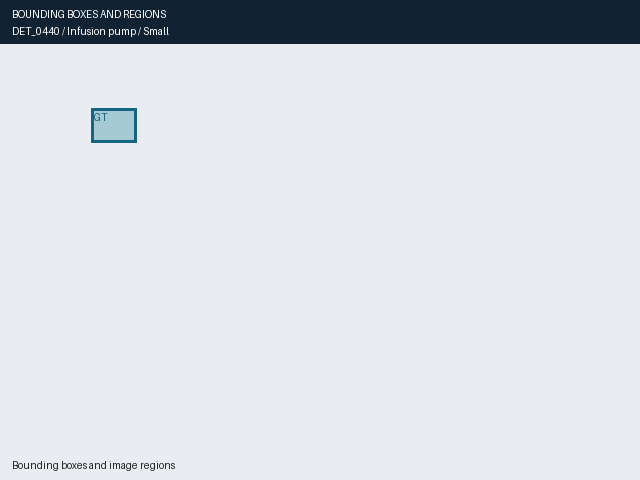 BOUNDING BOXES AND REGIONS
DET_0440 / Infusion pump / Small
GT
Bounding boxes and image regions